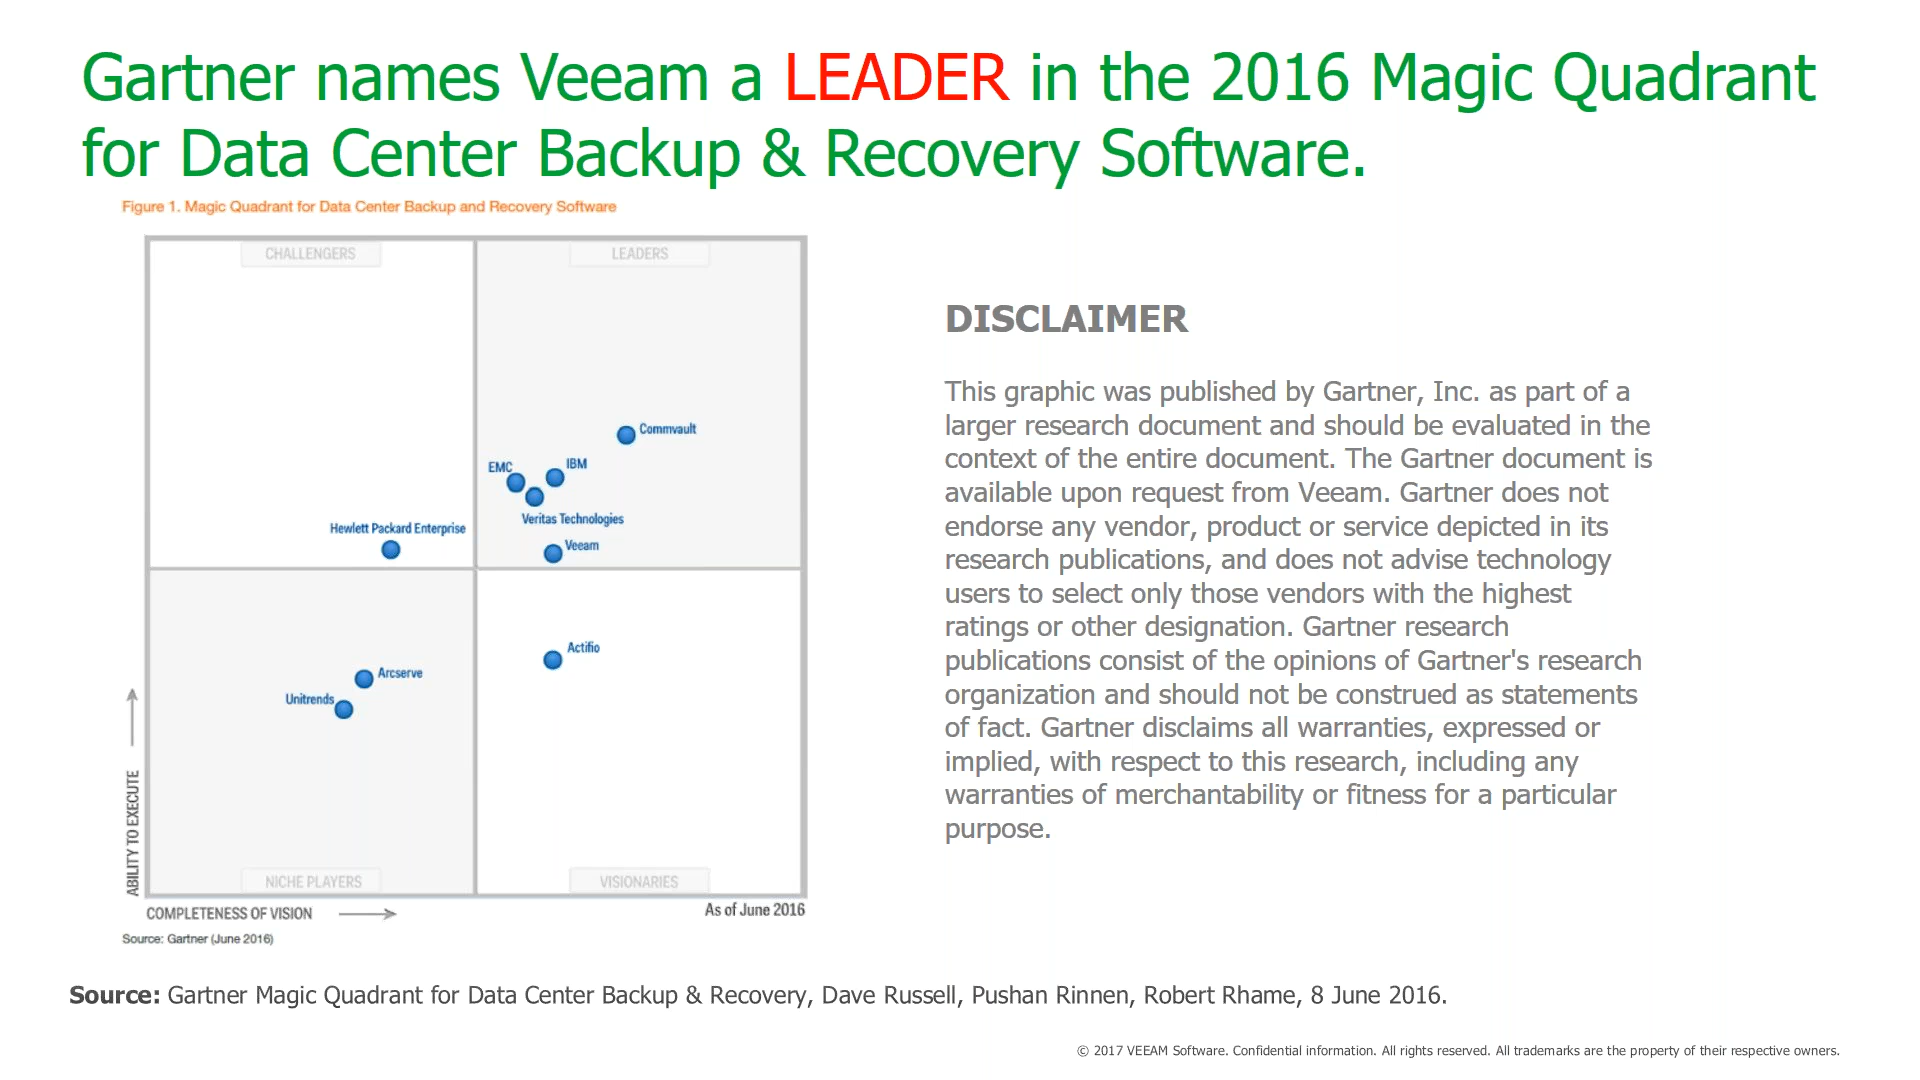 Gartner names Veeam a LEADER in the 2016 Magic Quadrant
for Data Center Backup & Recovery Software.
Figure 1. Magic Quadrant for Data Center Backup and Recovery Software
CHALLENGERS
LEADERS
Commvault
EMC
IBM
Veritas Technologies
Hewlett Packard Enterprise
Veeam
Actifio
Arcserve
Unitrends
NICHE PLAYERS
VISIONARIES
ABILITY TO EXECUTE
COMPLETENESS OF VISION
As of June 2016
Source: Gartner (June 2016)
DISCLAIMER
This graphic was published by Gartner, Inc. as part of a
larger research document and should be evaluated in the
context of the entire document. The Gartner document is
available upon request from Veeam. Gartner does not
endorse any vendor, product or service depicted in its
research publications, and does not advise technology
users to select only those vendors with the highest
ratings or other designation. Gartner research
publications consist of the opinions of Gartner's research
organization and should not be construed as statements
of fact. Gartner disclaims all warranties, expressed or
implied, with respect to this research, including any
warranties of merchantability or fitness for a particular
purpose.
Source: Gartner Magic Quadrant for Data Center Backup & Recovery, Dave Russell, Pushan Rinnen, Robert Rhame, 8 June 2016.
© 2017 VEEAM Software. Confidential information. All rights reserved. All trademarks are the property of their respective owners.